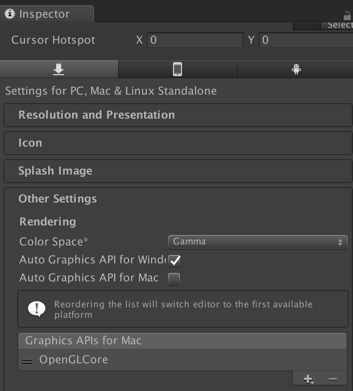 Inspector
Select
Cursor Hotspot X 0 Y 0
Settings for PC, Mac & Linux Standalone
Resolution and Presentation
Icon
Splash Image
Other Settings
Rendering
Color Space* Gamma
Auto Graphics API for Windo
Auto Graphics API for Mac
Reordering the list will switch editor to the first available
platform
Graphics APIs for Mac
OpenGLCore